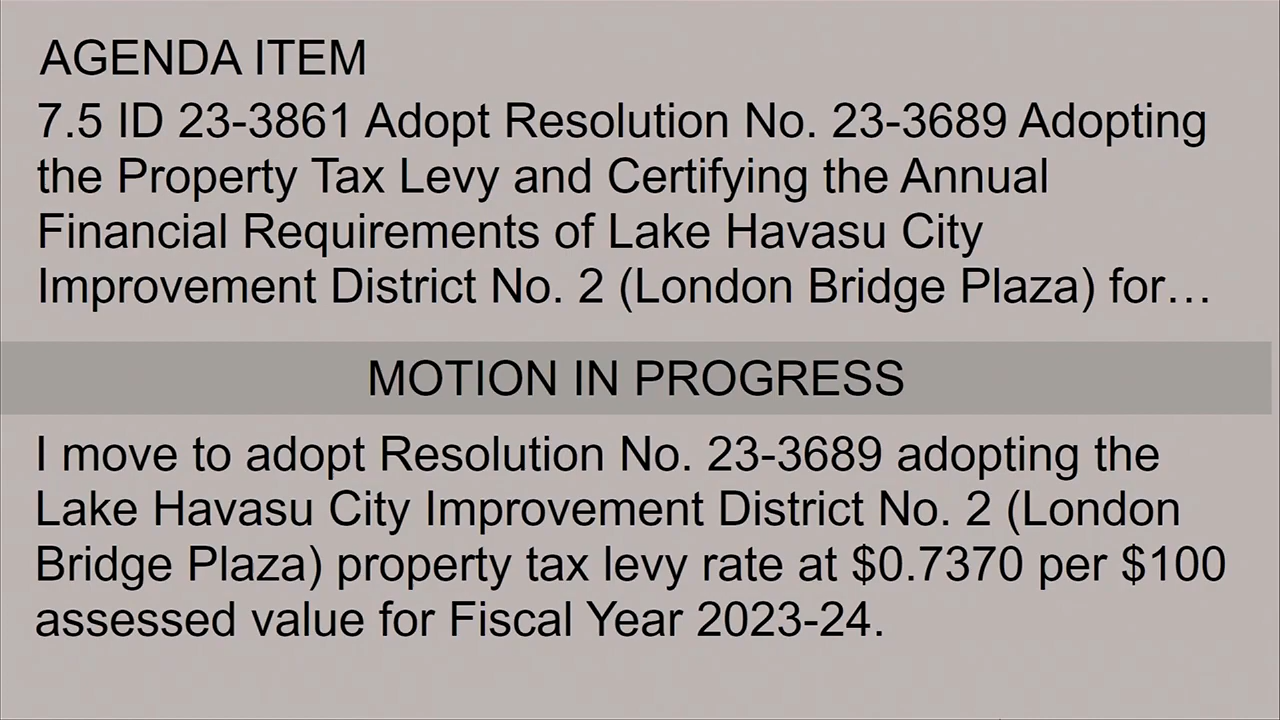 AGENDA ITEM
7.5 ID 23-3861 Adopt Resolution No. 23-3689 Adopting
the Property Tax Levy and Certifying the Annual
Financial Requirements of Lake Havasu City
Improvement District No. 2 (London Bridge Plaza) for…
MOTION IN PROGRESS
I move to adopt Resolution No. 23-3689 adopting the
Lake Havasu City Improvement District No. 2 (London
Bridge Plaza) property tax levy rate at $0.7370 per $100
assessed value for Fiscal Year 2023-24.